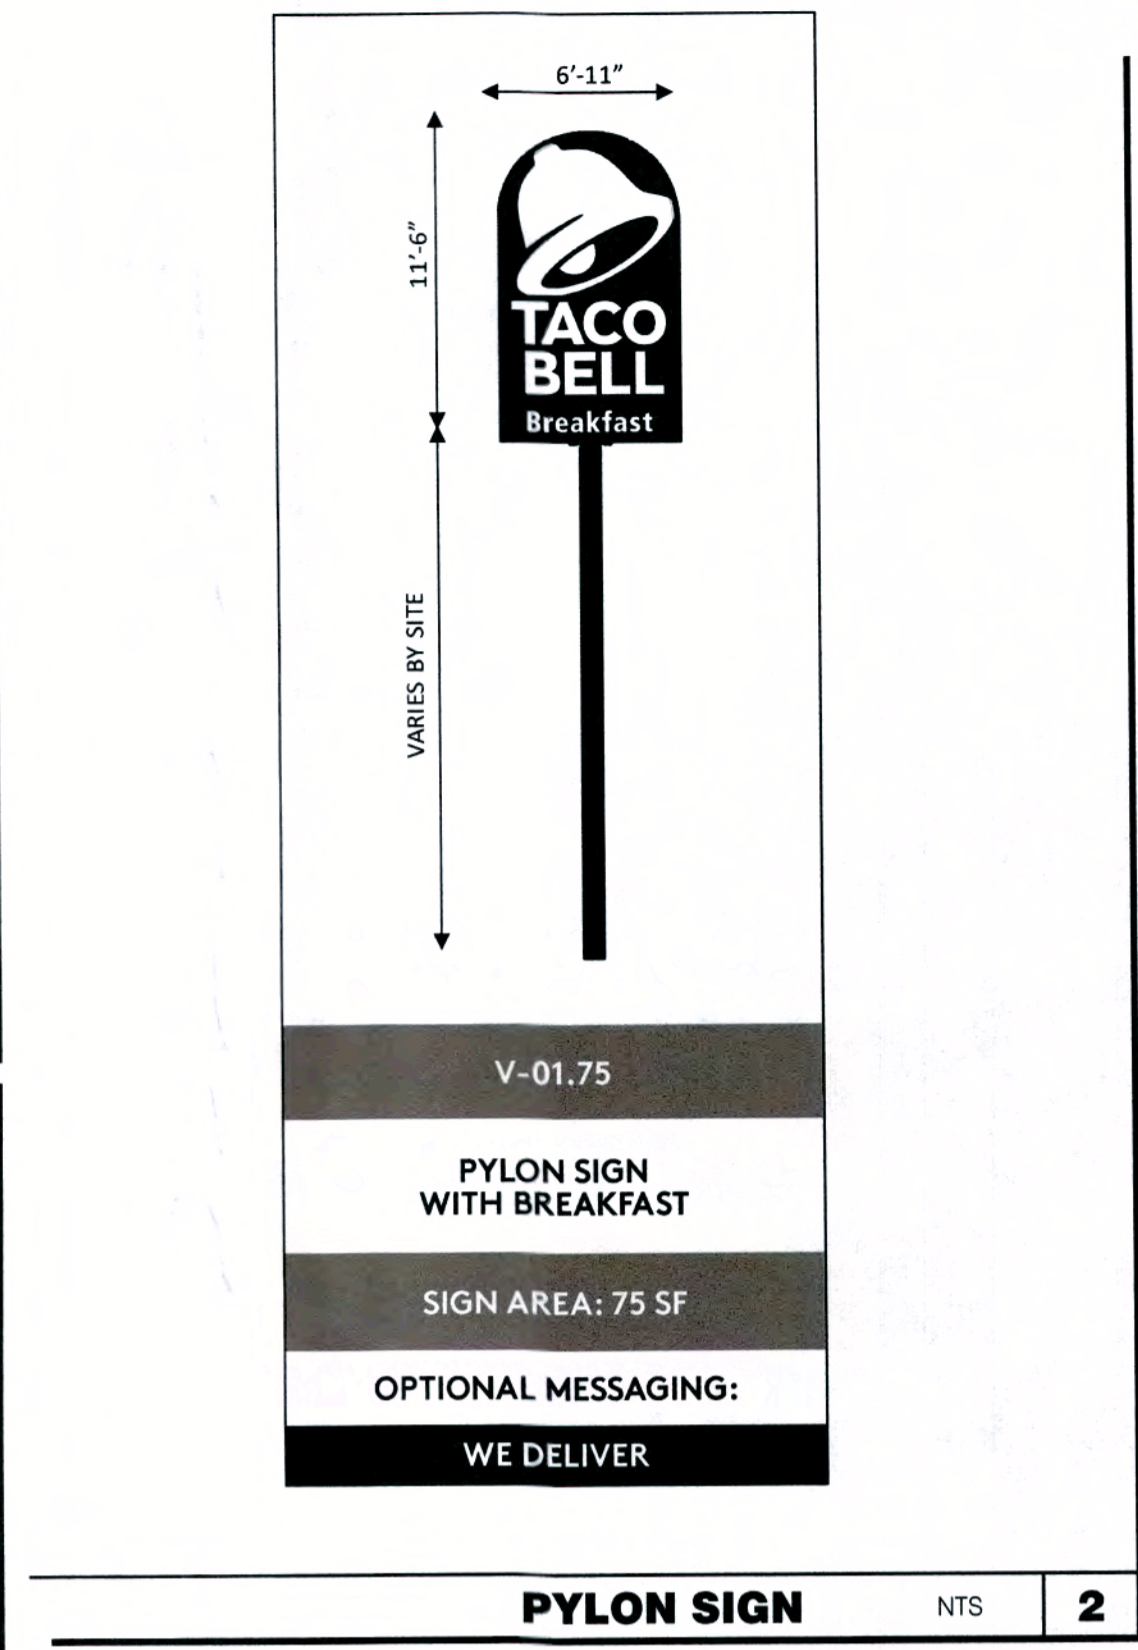 6'-11"
11'-6"
TACO
BELL
Breakfast
VARIES BY SITE
V-01.75
PYLON SIGN
WITH BREAKFAST
SIGN AREA: 75 SF
OPTIONAL MESSAGING:
WE DELIVER
PYLON SIGN NTS 2